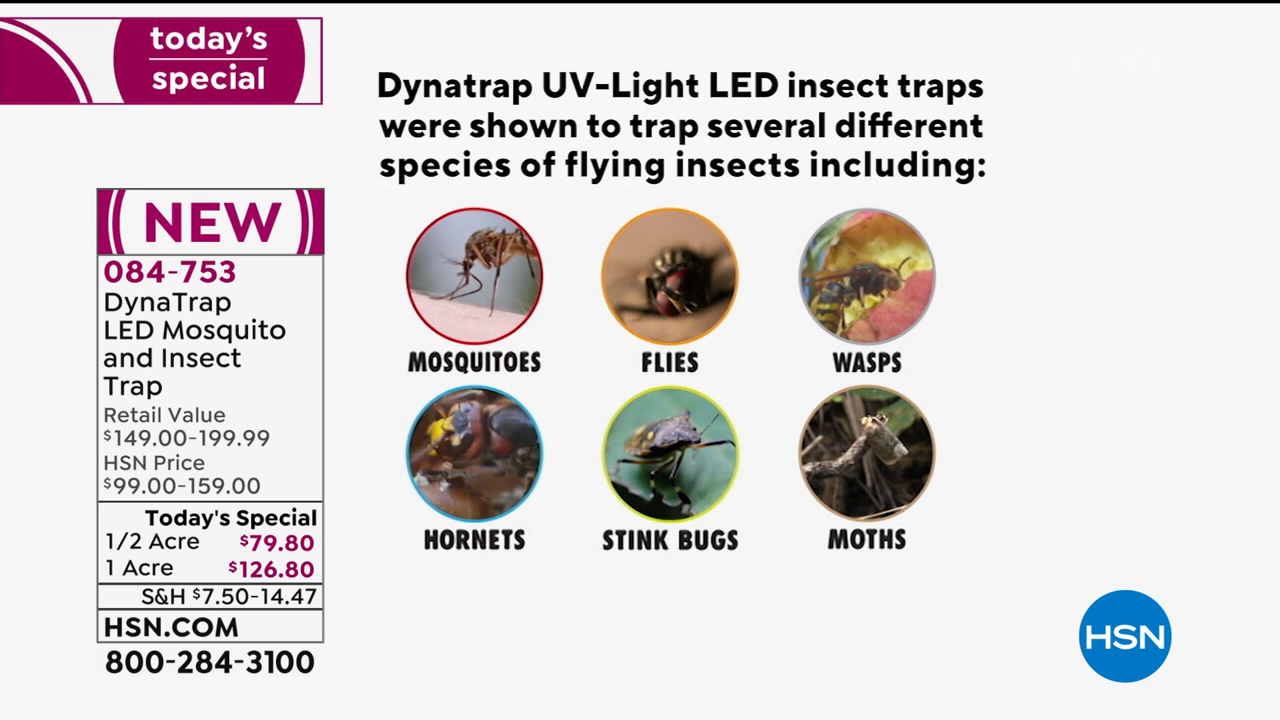 today's
special
LIVE
Dynatrap UV-Light LED insect traps
were shown to trap several different
species of flying insects including:
NEW
084-753
DynaTrap
LED Mosquito
and Insect
Trap
Retail Value
$149.00-199.99
HSN Price
$99.00-159.00
Today's Special
1/2 Acre $79.80
1 Acre $126.80
S&H $7.50-14.47
HSN.COM
800-284-3100
MOSQUITOES
FLIES
WASPS
HORNETS
STINK BUGS
MOTHS
HSN